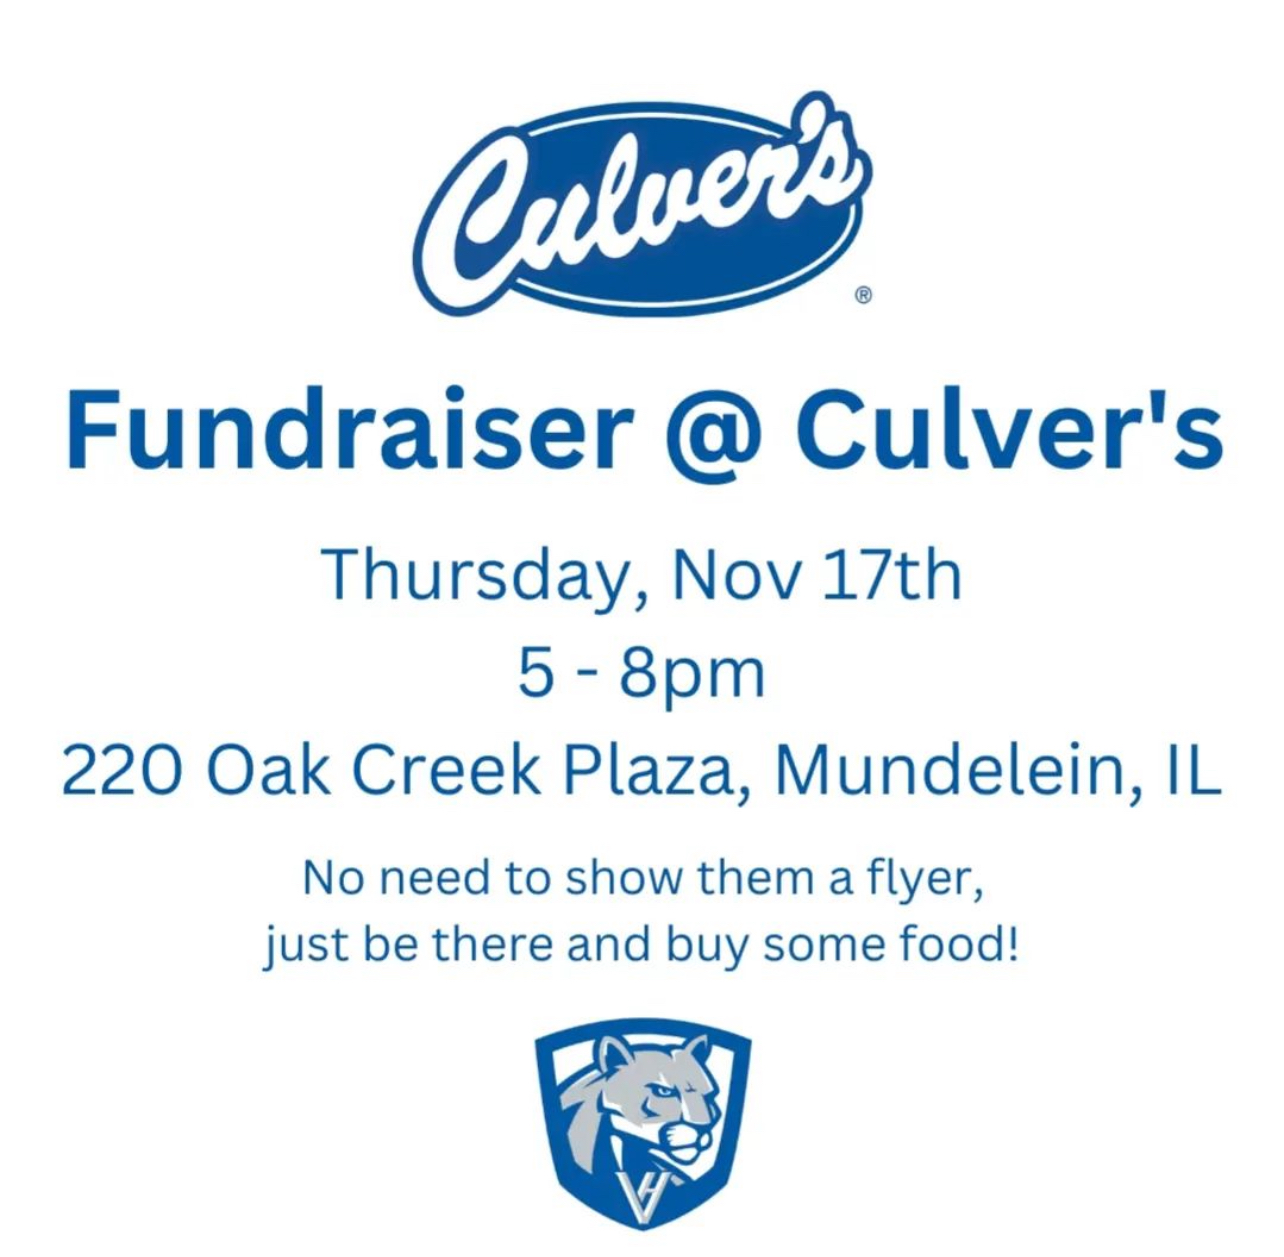 Culver's
®
Fundraiser @ Culver's
Thursday, Nov 17th
5 - 8pm
220 Oak Creek Plaza, Mundelein, IL
No need to show them a flyer,
just be there and buy some food!
VH